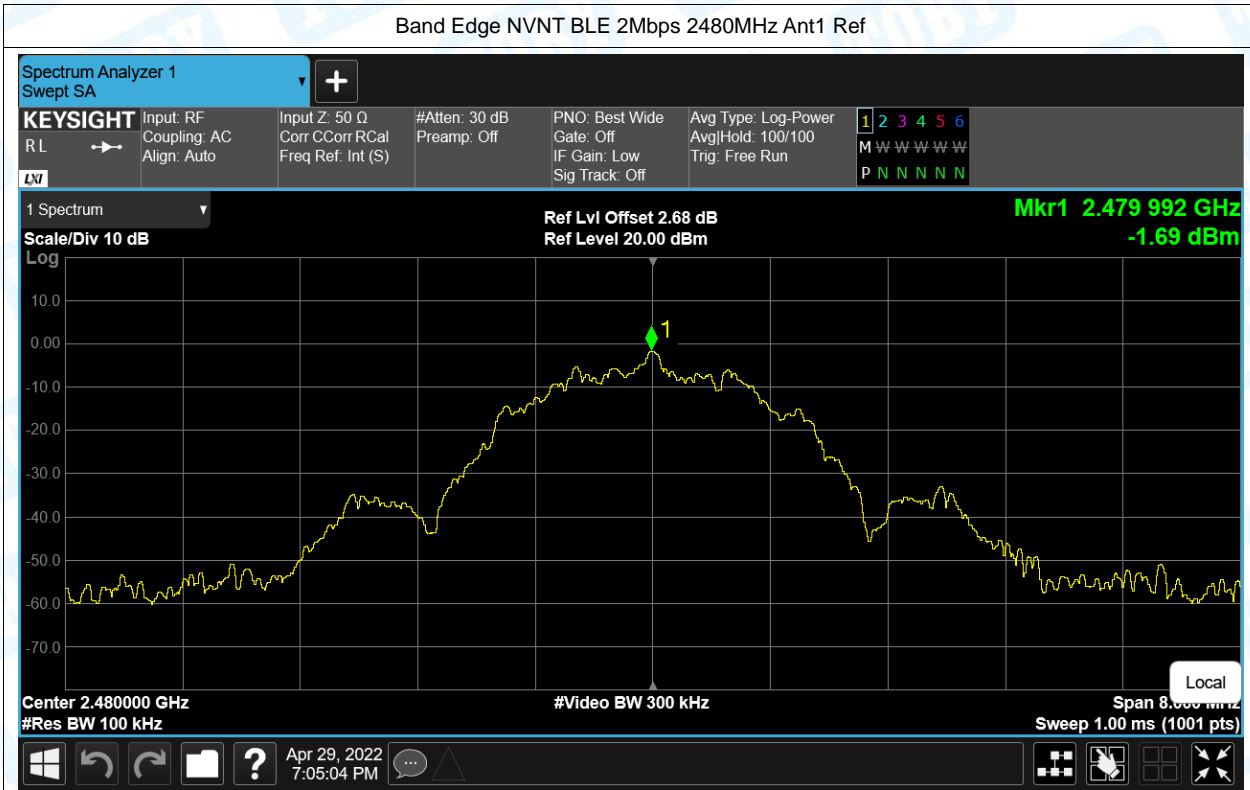 Band Edge NVNT BLE 2Mbps 2480MHz Ant1 Ref
Spectrum Analyzer 1
Swept SA
KEYSIGHT
R L
LXI
Input: RF
Coupling: AC
Align: Auto
Input Z: 50 Ω
Corr CCorr RCal
Freq Ref: Int (S)
#Atten: 30 dB
Preamp: Off
PNO: Best Wide
Gate: Off
IF Gain: Low
Sig Track: Off
Avg Type: Log-Power
Avg|Hold: 100/100
Trig: Free Run
1 2 3 4 5 6
M W W W W W
P N N N N N
1 Spectrum
Scale/Div 10 dB
Ref Lvl Offset 2.68 dB
Ref Level 20.00 dBm
Mkr1 2.479 992 GHz
-1.69 dBm
Log
10.0
0.00
-10.0
-20.0
-30.0
-40.0
-50.0
-60.0
-70.0
1
Center 2.480000 GHz
#Res BW 100 kHz
#Video BW 300 kHz
Local
Span 8.000 MHz
Sweep 1.00 ms (1001 pts)
?
Apr 29, 2022
7:05:04 PM